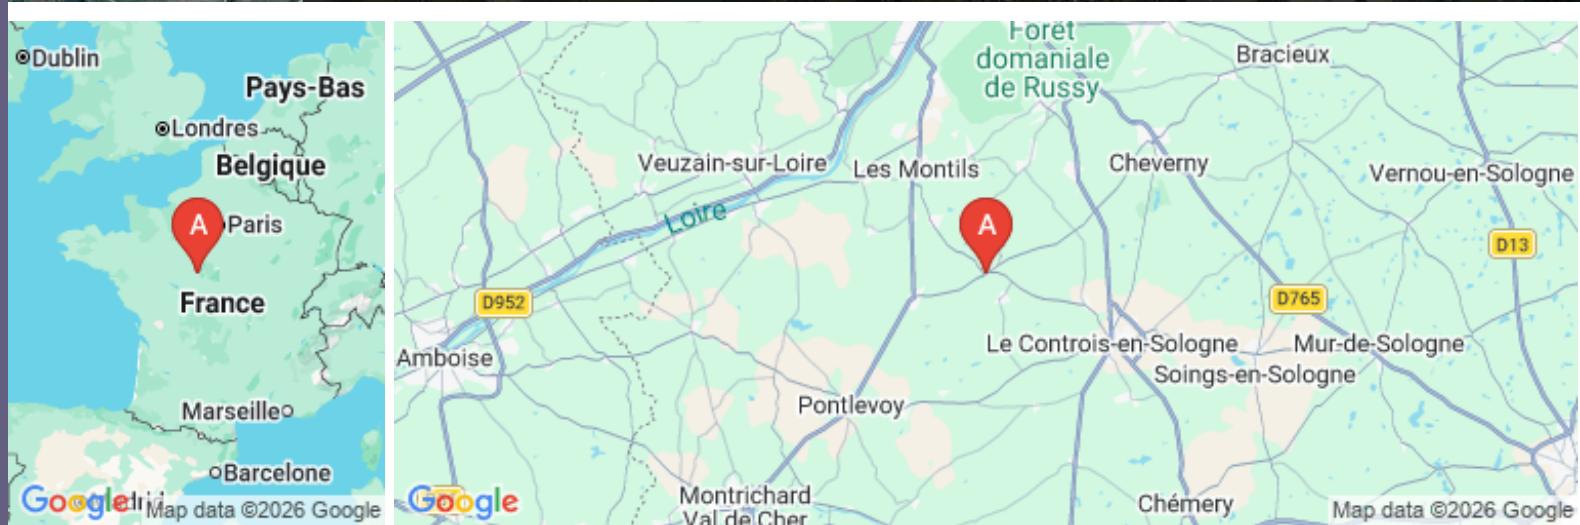 Dublin
Pays-Bas
Londres
Belgique
A
Paris
France
Marseille
Barcelone
Google
Map data ©2026 Google
Forêt
domaniale
de Russy
Bracieux
Veuzain-sur-Loire
Les Montils
Cheverny
Vernou-en-Sologne
Loire
A
D13
D952
D765
Amboise
Le Controis-en-Sologne
Mur-de-Sologne
Soings-en-Sologne
Pontlevoy
Montrichard
Val de Cher
Chémery
Google
Map data ©2026 Google